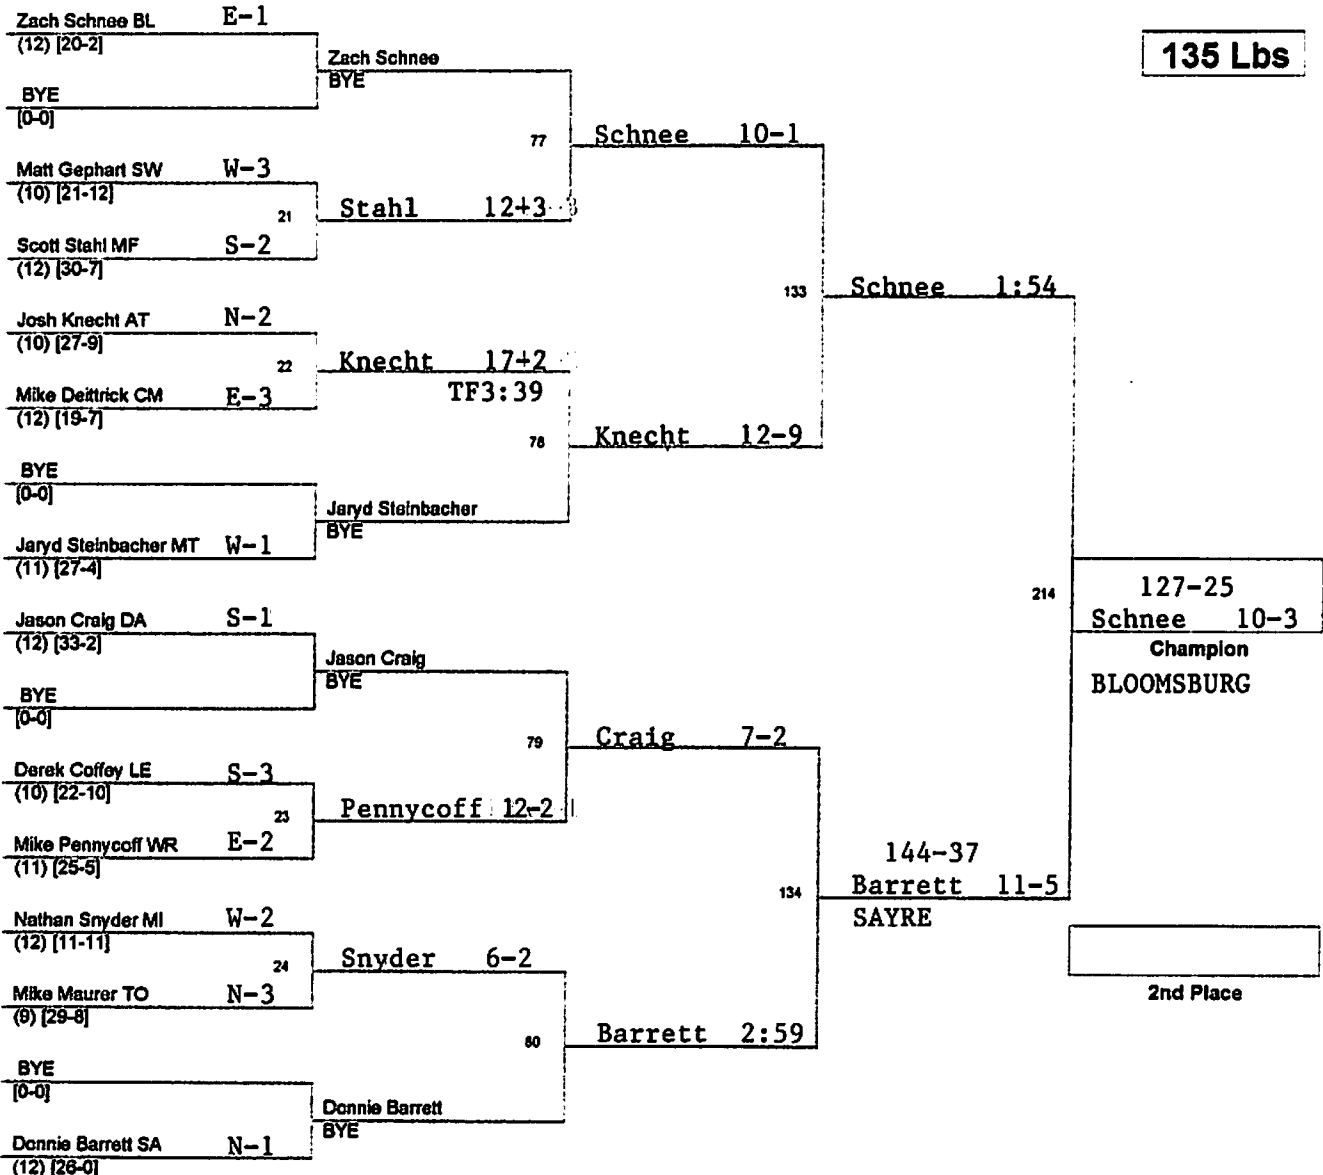 135 Lbs
Zach Schnee BL E-1
(12) [20-2]
Zach Schnee
BYE
BYE
[0-0]
77
Schnee 10-1
Matt Gephart SW W-3
(10) [21-12]
21
Stahl 12+3
Scott Stahl MF S-2
(12) [30-7]
133
Schnee 1:54
Josh Knecht AT N-2
(10) [27-9]
22
Knecht 17+2
TF3:39
Mike Deittrick CM E-3
(12) [19-7]
78
Knecht 12-9
BYE
[0-0]
Jaryd Steinbacher
BYE
Jaryd Steinbacher MT W-1
(11) [27-4]
214
127-25
Schnee 10-3
Champion
BLOOMSBURG
Jason Craig DA S-1
(12) [33-2]
Jason Craig
BYE
BYE
[0-0]
79
Craig 7-2
Derek Coffey LE S-3
(10) [22-10]
23
Pennycoff 12-2
Mike Pennycoff WR E-2
(11) [25-5]
134
144-37
Barrett 11-5
SAYRE
Nathan Snyder MI W-2
(12) [11-11]
24
Snyder 6-2
Mike Maurer TO N-3
(9) [29-8]
2nd Place
80
Barrett 2:59
BYE
[0-0]
Donnie Barrett
BYE
Donnie Barrett SA N-1
(12) [26-0]